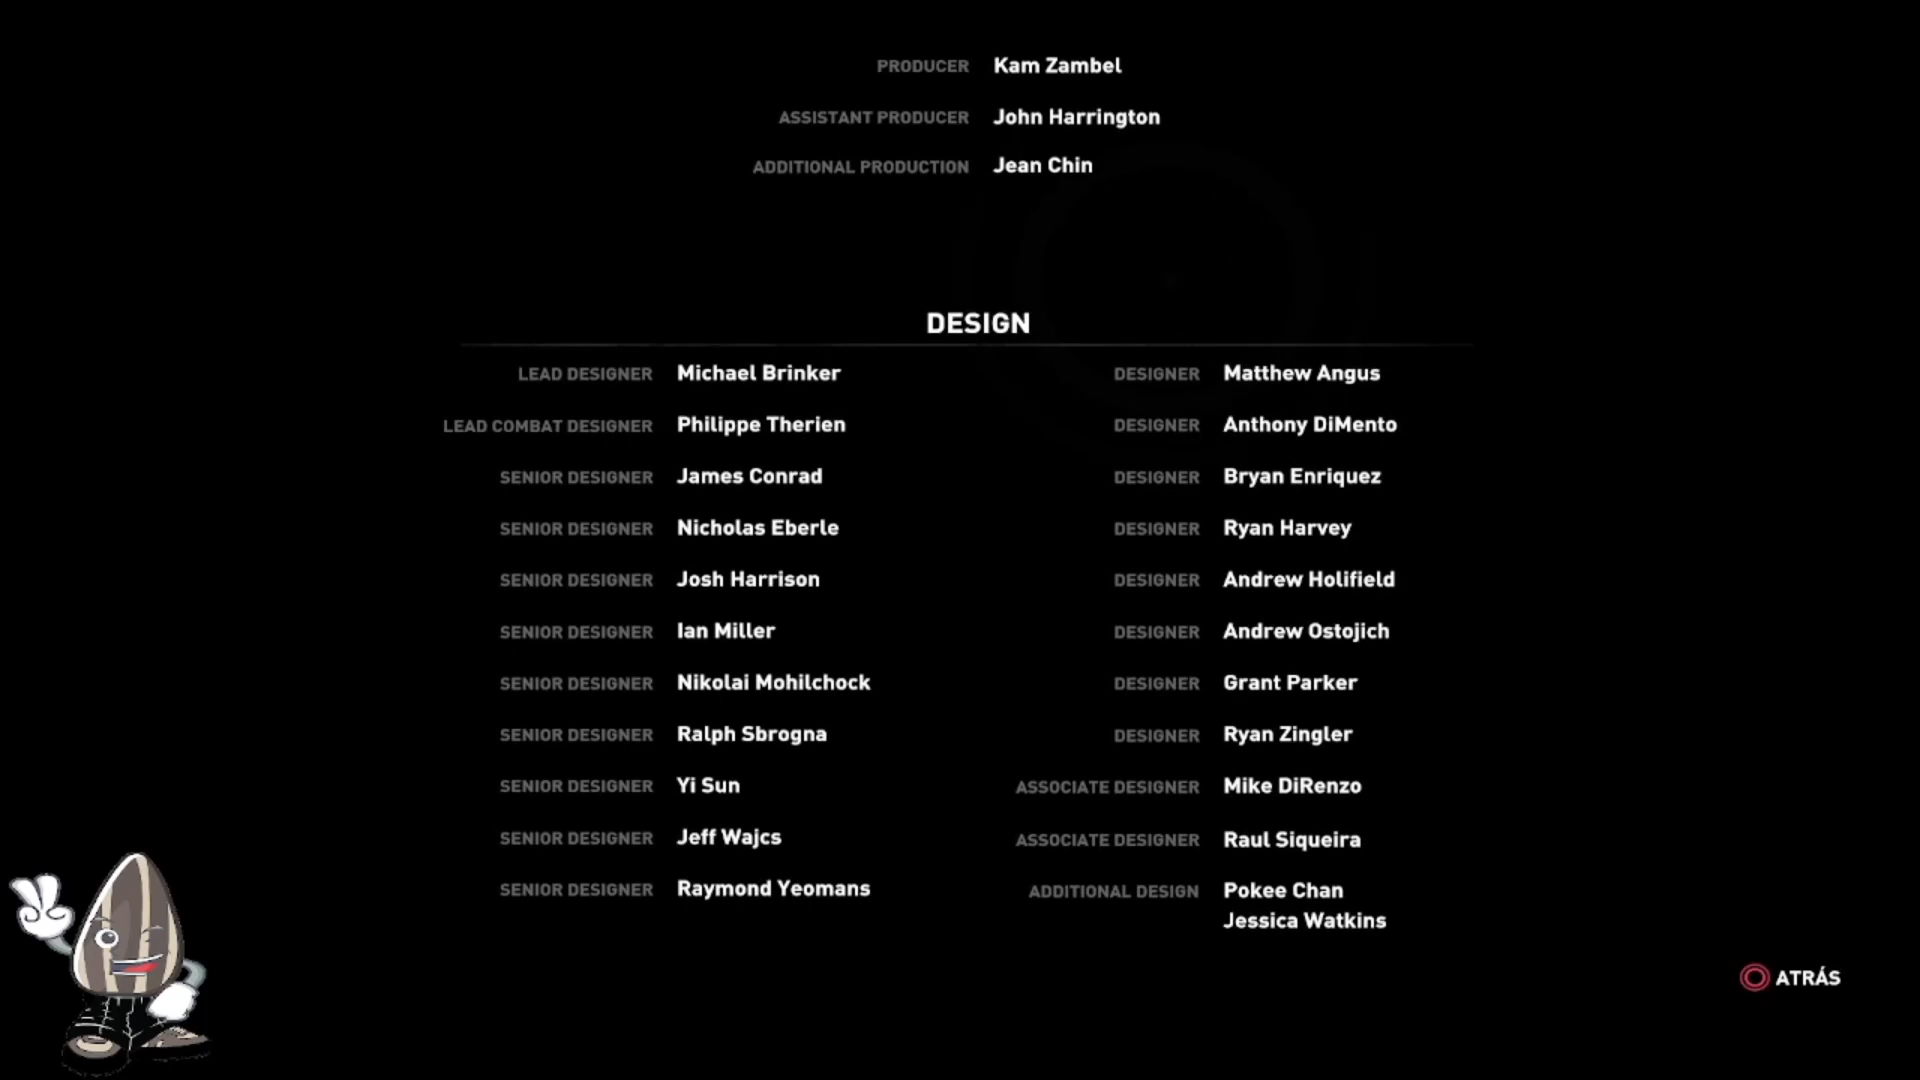 PRODUCER Kam Zambel
ASSISTANT PRODUCER John Harrington
ADDITIONAL PRODUCTION Jean Chin
DESIGN
LEAD DESIGNER Michael Brinker
LEAD COMBAT DESIGNER Philippe Therien
SENIOR DESIGNER James Conrad
SENIOR DESIGNER Nicholas Eberle
SENIOR DESIGNER Josh Harrison
SENIOR DESIGNER Ian Miller
SENIOR DESIGNER Nikolai Mohilchock
SENIOR DESIGNER Ralph Sbrogna
SENIOR DESIGNER Yi Sun
SENIOR DESIGNER Jeff Wajcs
SENIOR DESIGNER Raymond Yeomans
DESIGNER Matthew Angus
DESIGNER Anthony DiMento
DESIGNER Bryan Enriquez
DESIGNER Ryan Harvey
DESIGNER Andrew Holifield
DESIGNER Andrew Ostojich
DESIGNER Grant Parker
DESIGNER Ryan Zingler
ASSOCIATE DESIGNER Mike DiRenzo
ASSOCIATE DESIGNER Raul Siqueira
ADDITIONAL DESIGN Pokee Chan
Jessica Watkins
ATRÁS